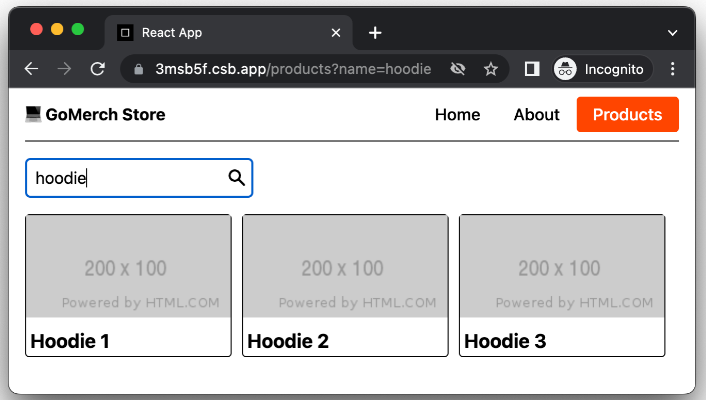 React App
3msb5f.csb.app/products?name=hoodie
Incognito
GoMerch Store
Home
About
Products
hoodie
200 x 100
Powered by HTML.COM
200 x 100
Powered by HTML.COM
200 x 100
Powered by HTML.COM
Hoodie 1
Hoodie 2
Hoodie 3